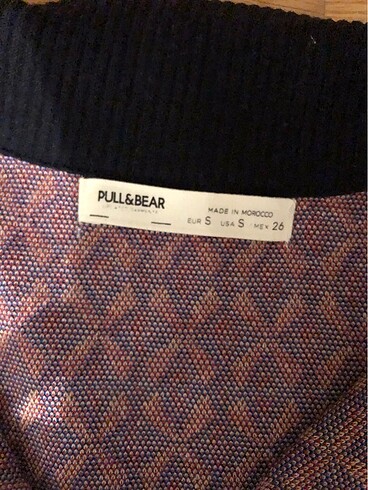 PULL&BEAR
MADE IN MOROCCO
EUR S USA S MEX 26